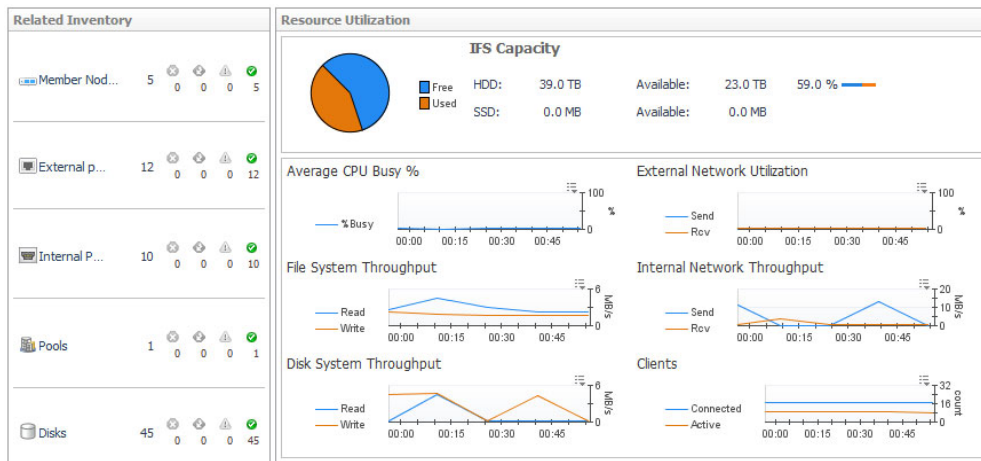 Related Inventory
Member Nod... 5 0 0 0 5
External p... 12 0 0 0 12
Internal P... 10 0 0 0 10
Pools 1 0 0 0 1
Disks 45 0 0 0 45
Resource Utilization
IFS Capacity
Free
Used
HDD: 39.0 TB Available: 23.0 TB 59.0 %
SSD: 0.0 MB Available: 0.0 MB
Average CPU Busy %
%Busy
100
0
%
00:00 00:15 00:30 00:45
External Network Utilization
Send
Rcv
100
0
%
00:00 00:15 00:30 00:45
File System Throughput
Read
Write
6
0
MB/s
00:00 00:15 00:30 00:45
Internal Network Throughput
Send
Rcv
20
10
0
MB/s
00:00 00:15 00:30 00:45
Disk System Throughput
Read
Write
6
0
MB/s
00:00 00:15 00:30 00:45
Clients
Connected
Active
32
16
0
count
00:00 00:15 00:30 00:45